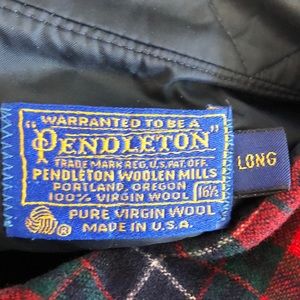 WARRANTED TO BE A
"PENDLETON"
TRADE MARK REG. U.S. PAT. OFF.
PENDLETON WOOLEN MILLS
PORTLAND, OREGON
100% VIRGIN WOOL 16½
PURE VIRGIN WOOL
® MADE IN U.S.A.
LONG